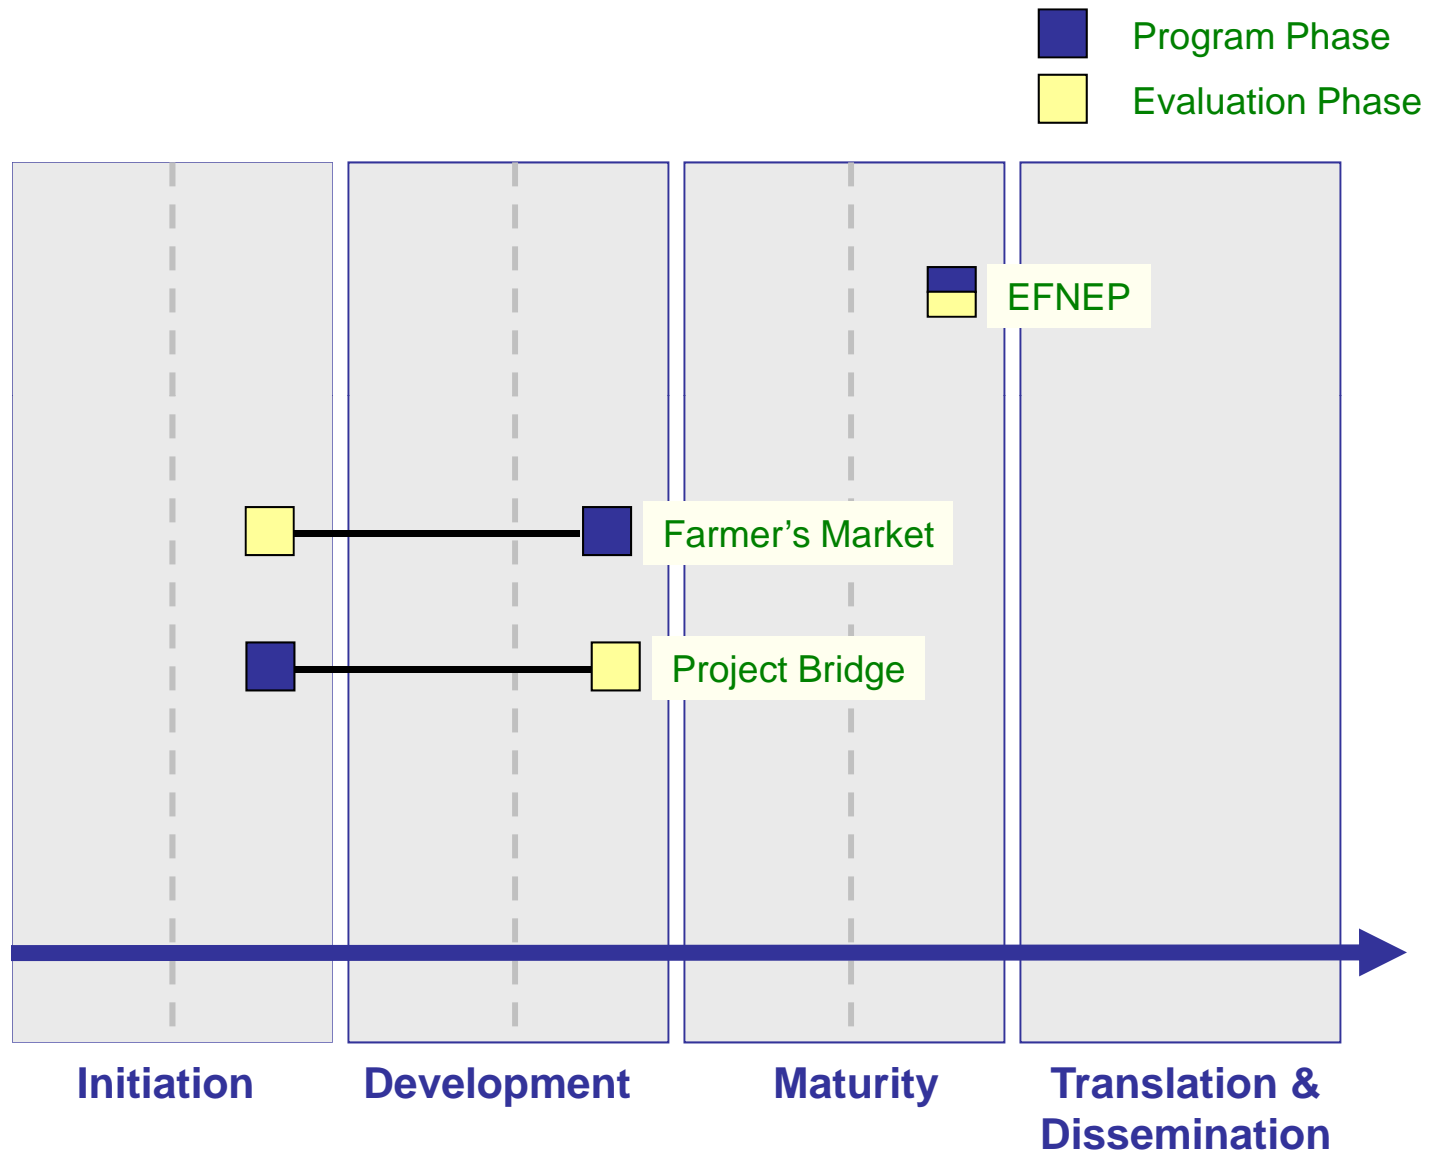 Program Phase
Evaluation Phase
EFNEP
Farmer’s Market
Project Bridge
Initiation
Development
Maturity
Translation &
Dissemination